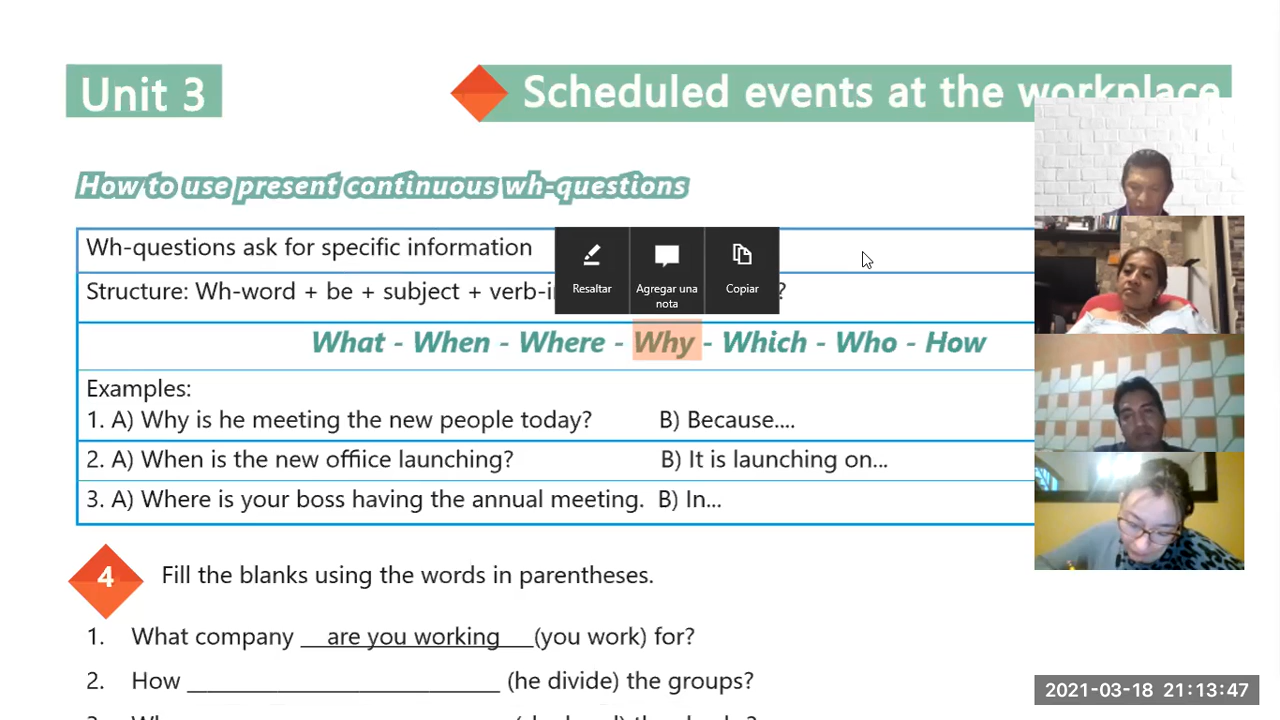 Unit 3
Scheduled events at the workplace
How to use present continuous wh-questions
Wh-questions ask for specific information
Structure: Wh-word + be + subject + ?
Resaltar
Agregar una
nota
Copiar
What - When - Where - Why - Which - Who - How
Examples:
1. A) Why is he meeting the new people today? B) Because....
2. A) When is the new offiice launching? B) It is launching on...
3. A) Where is your boss having the annual meeting. B) In...
4 Fill the blanks using the words in parentheses.
1. What company __are you working___(you work) for?
2. How _________________________ (he divide) the groups?
2021-03-18 21:13:47